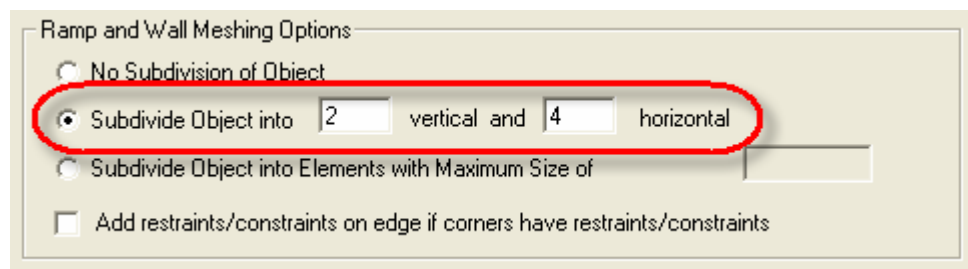 Ramp and Wall Meshing Options
No Subdivision of Object
Subdivide Object into 2 vertical and 4 horizontal
Subdivide Object into Elements with Maximum Size of
Add restraints/constraints on edge if corners have restraints/constraints